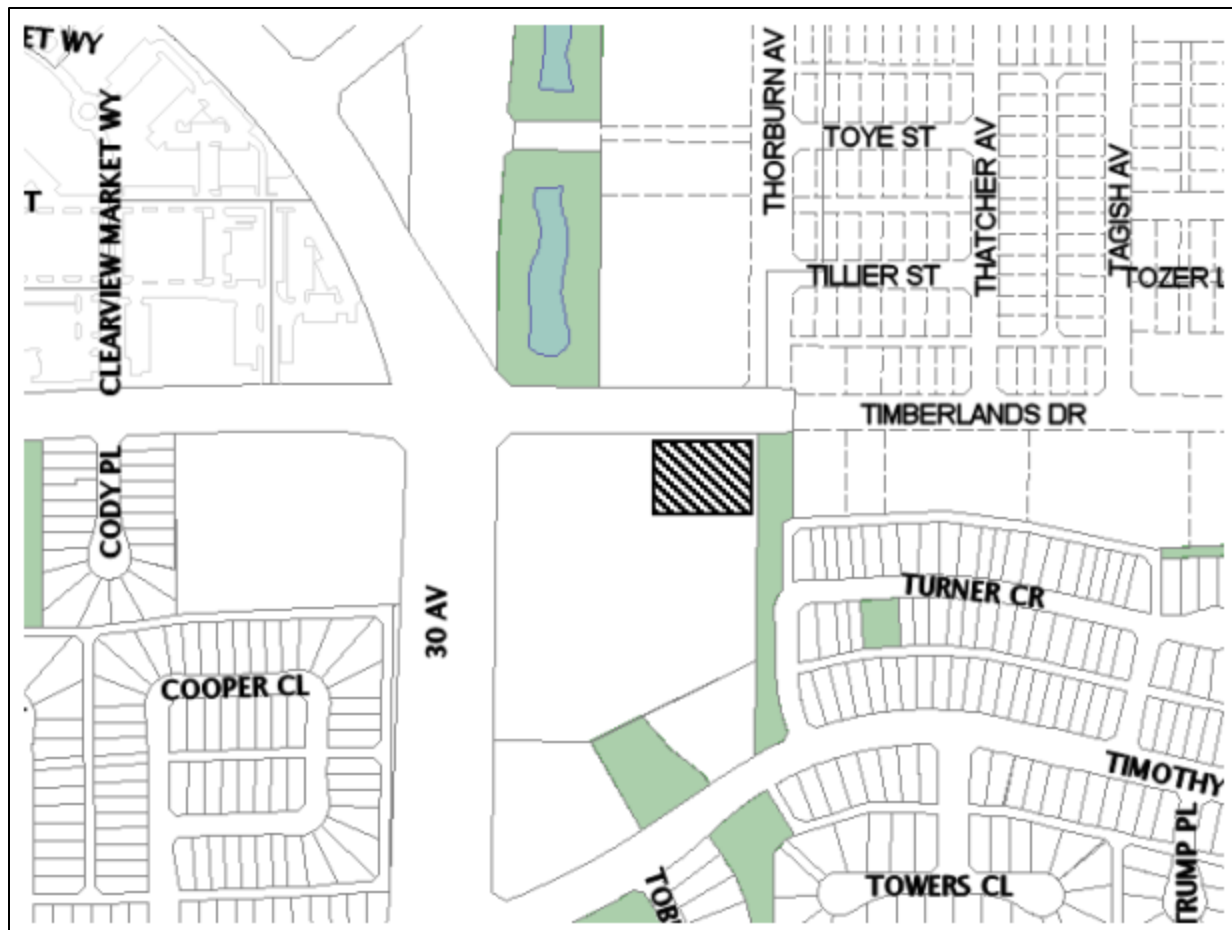 ET WY
CLEARVIEW MARKET WY
T
THORBURN AV
TOYE ST
THATCHER AV
TAGISH AV
TILLIER ST
TOZER L
TIMBERLANDS DR
CODY PL
30 AV
TURNER CR
COOPER CL
TIMOTHY
TRUMP PL
TOWERS CL
TOB